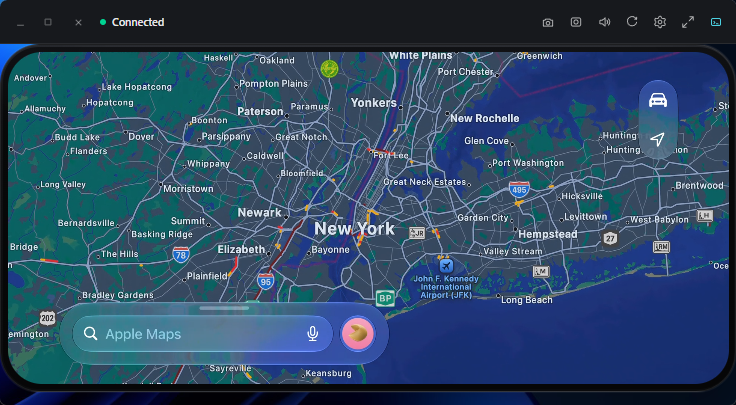 Connected
Haskell
Oakland
White Plains
Greenwich
Andover
Port Chester
Lake Hopatcong
Pompton Plains
Hopatcong
Allamuchy
Paterson
Paramus
Yonkers
Boonton
New Rochelle
Budd Lake
Dover
Parsippany
Great Notch
Glen Cove
Flanders
Caldwell
Fort Lee
Whippany
Port Washington
Bloomfield
Long Valley
Morristown
Great Neck Estates
495
Brentwood
Hicksville
Newark
Garden City
Levittown
West Babylon
LH
Bernardsville
Summit
Basking Ridge
New York
JR
Hempstead
27
Bridge
Elizabeth
Bayonne
The Hills
78
Valley Stream
Plainfield
95
John F. Kennedy
International
Airport (JFK)
LM
Bradley Gardens
BP
Long Beach
202
Apple Maps
Sayreville
Keansburg